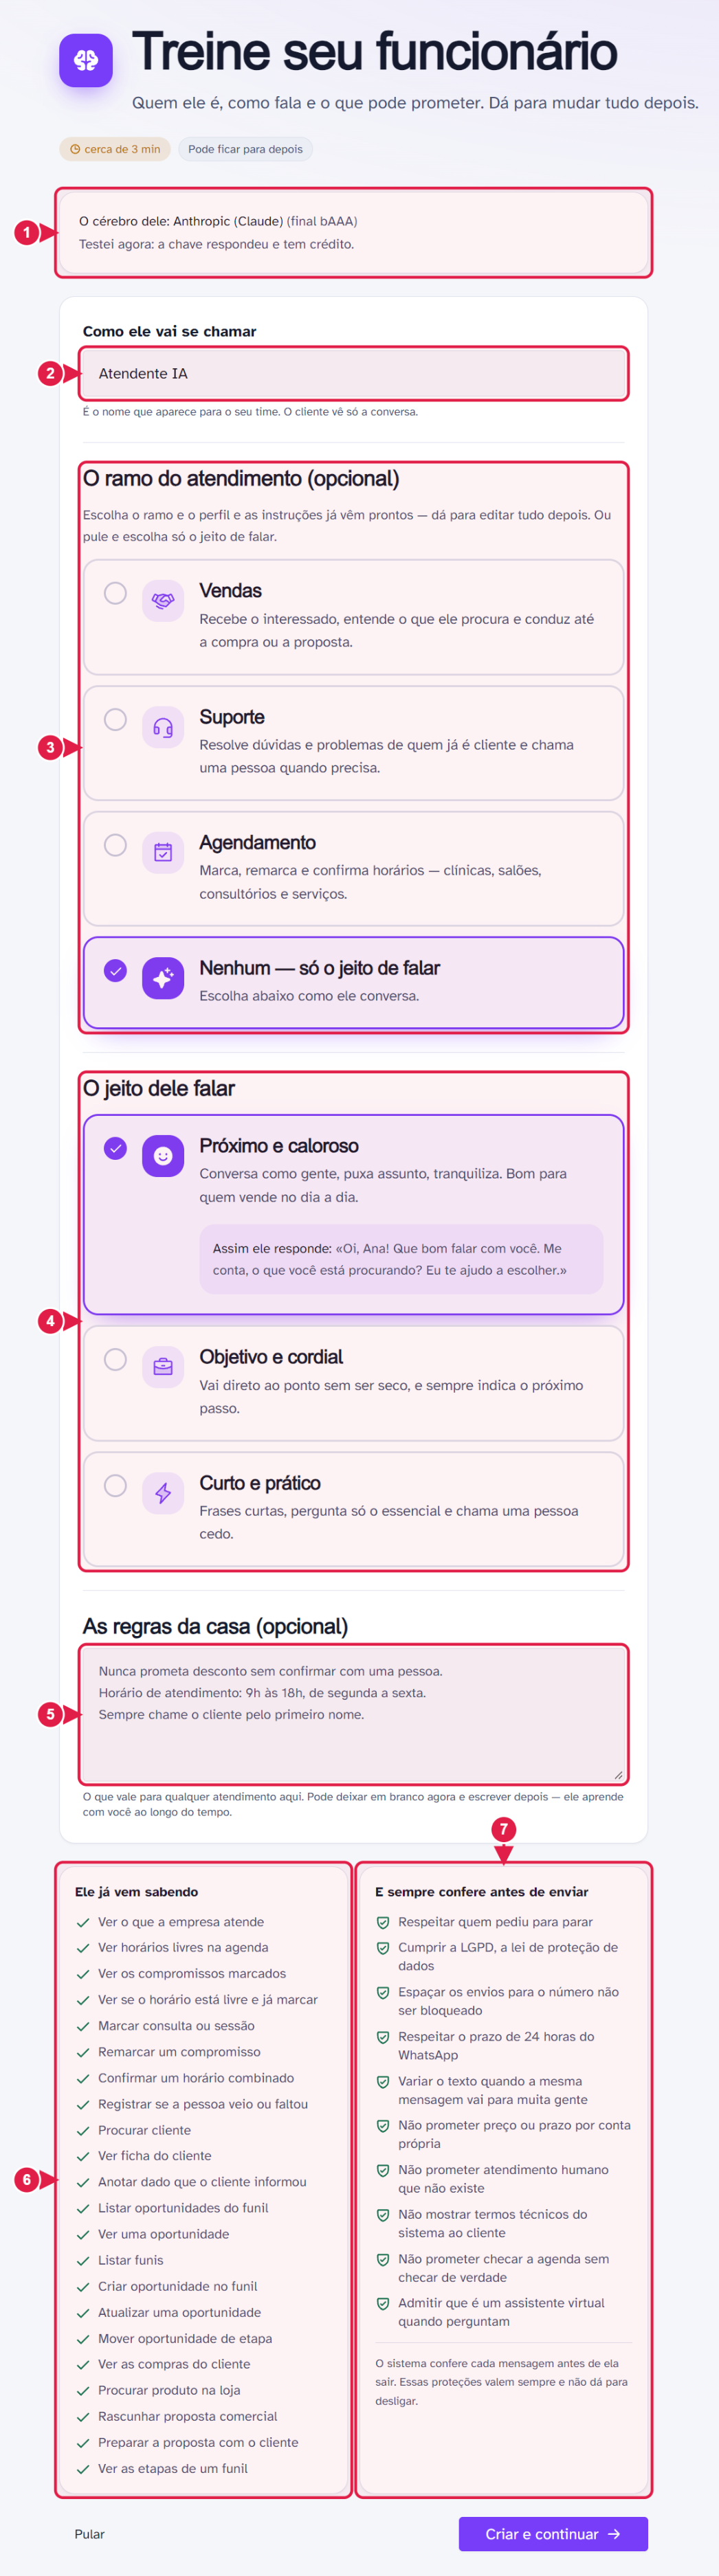 Treine seu funcionário
Quem ele é, como fala e o que pode prometer. Dá para mudar tudo depois.
cerca de 3 min
Pode ficar para depois
1
O cérebro dele: Anthropic (Claude) (final bAAA)
Testei agora: a chave respondeu e tem crédito.
Como ele vai se chamar
2
Atendente IA
É o nome que aparece para o seu time. O cliente vê só a conversa.
O ramo do atendimento (opcional)
Escolha o ramo e o perfil e as instruções já vêm prontos — dá para editar tudo depois. Ou
pule e escolha só o jeito de falar.
Vendas
Recebe o interessado, entende o que ele procura e conduz até
a compra ou a proposta.
3
Suporte
Resolve dúvidas e problemas de quem já é cliente e chama
uma pessoa quando precisa.
Agendamento
Marca, remarca e confirma horários — clínicas, salões,
consultórios e serviços.
Nenhum — só o jeito de falar
Escolha abaixo como ele conversa.
O jeito dele falar
Próximo e caloroso
Conversa como gente, puxa assunto, tranquiliza. Bom para
quem vende no dia a dia.
Assim ele responde: «Oi, Ana! Que bom falar com você. Me
conta, o que você está procurando? Eu te ajudo a escolher.»
4
Objetivo e cordial
Vai direto ao ponto sem ser seco, e sempre indica o próximo
passo.
Curto e prático
Frases curtas, pergunta só o essencial e chama uma pessoa
cedo.
As regras da casa (opcional)
5
Nunca prometa desconto sem confirmar com uma pessoa.
Horário de atendimento: 9h às 18h, de segunda a sexta.
Sempre chame o cliente pelo primeiro nome.
O que vale para qualquer atendimento aqui. Pode deixar em branco agora e escrever depois — ele aprende
com você ao longo do tempo.
6
Ele já vem sabendo
Ver o que a empresa atende
Ver horários livres na agenda
Ver os compromissos marcados
Ver se o horário está livre e já marcar
Marcar consulta ou sessão
Remarcar um compromisso
Confirmar um horário combinado
Registrar se a pessoa veio ou faltou
Procurar cliente
Ver ficha do cliente
Anotar dado que o cliente informou
Listar oportunidades do funil
Ver uma oportunidade
Listar funis
Criar oportunidade no funil
Atualizar uma oportunidade
Mover oportunidade de etapa
Ver as compras do cliente
Procurar produto na loja
Rascunhar proposta comercial
Preparar a proposta com o cliente
Ver as etapas de um funil
7
E sempre confere antes de enviar
Respeitar quem pediu para parar
Cumprir a LGPD, a lei de proteção de
dados
Espaçar os envios para o número não
ser bloqueado
Respeitar o prazo de 24 horas do
WhatsApp
Variar o texto quando a mesma
mensagem vai para muita gente
Não prometer preço ou prazo por conta
própria
Não prometer atendimento humano
que não existe
Não mostrar termos técnicos do
sistema ao cliente
Não prometer checar a agenda sem
checar de verdade
Admitir que é um assistente virtual
quando perguntam
O sistema confere cada mensagem antes de ela
sair. Essas proteções valem sempre e não dá para
desligar.
Pular
Criar e continuar →